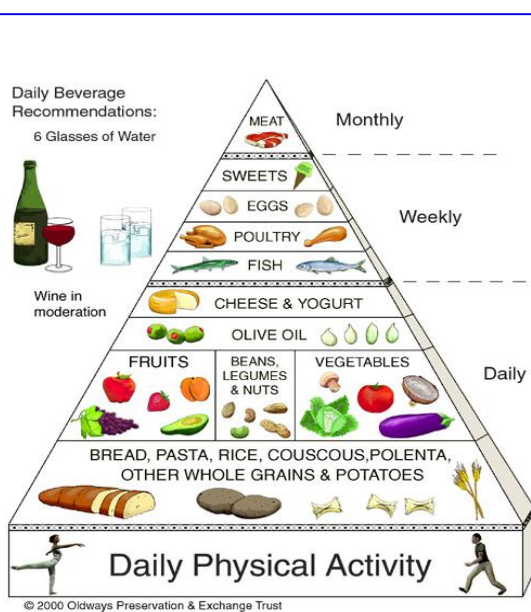 Daily Beverage
Recommendations:
6 Glasses of Water
Wine in
moderation
MEAT
Monthly
SWEETS
EGGS
POULTRY
FISH
Weekly
CHEESE & YOGURT
OLIVE OIL
FRUITS
BEANS,
LEGUMES
& NUTS
VEGETABLES
Daily
BREAD, PASTA, RICE, COUSCOUS,POLENTA,
OTHER WHOLE GRAINS & POTATOES
Daily Physical Activity
© 2000 Oldways Preservation & Exchange Trust